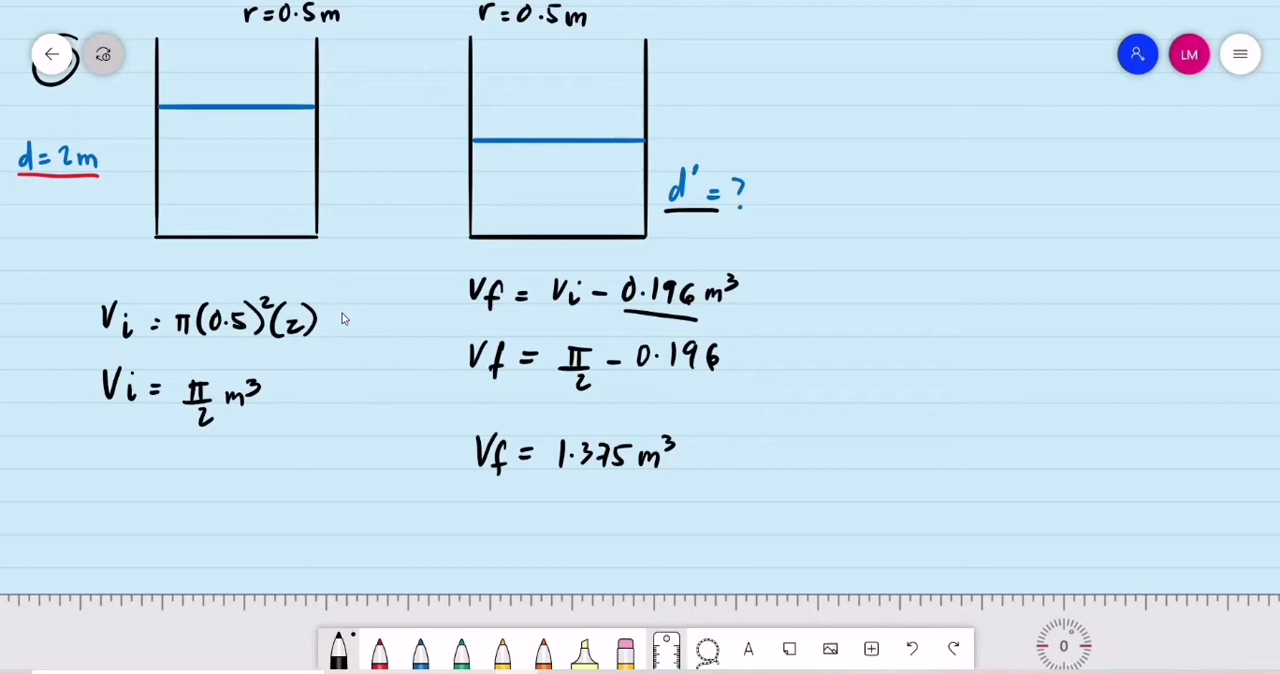 r=0.5m
r=0.5m
LM
d=2m
d'=?
Vi = π(0.5)²(2)
Vi = π/2 m³
Vf = Vi - 0.196 m³
Vf = π/2 - 0.196
Vf = 1.375 m³
A
0°